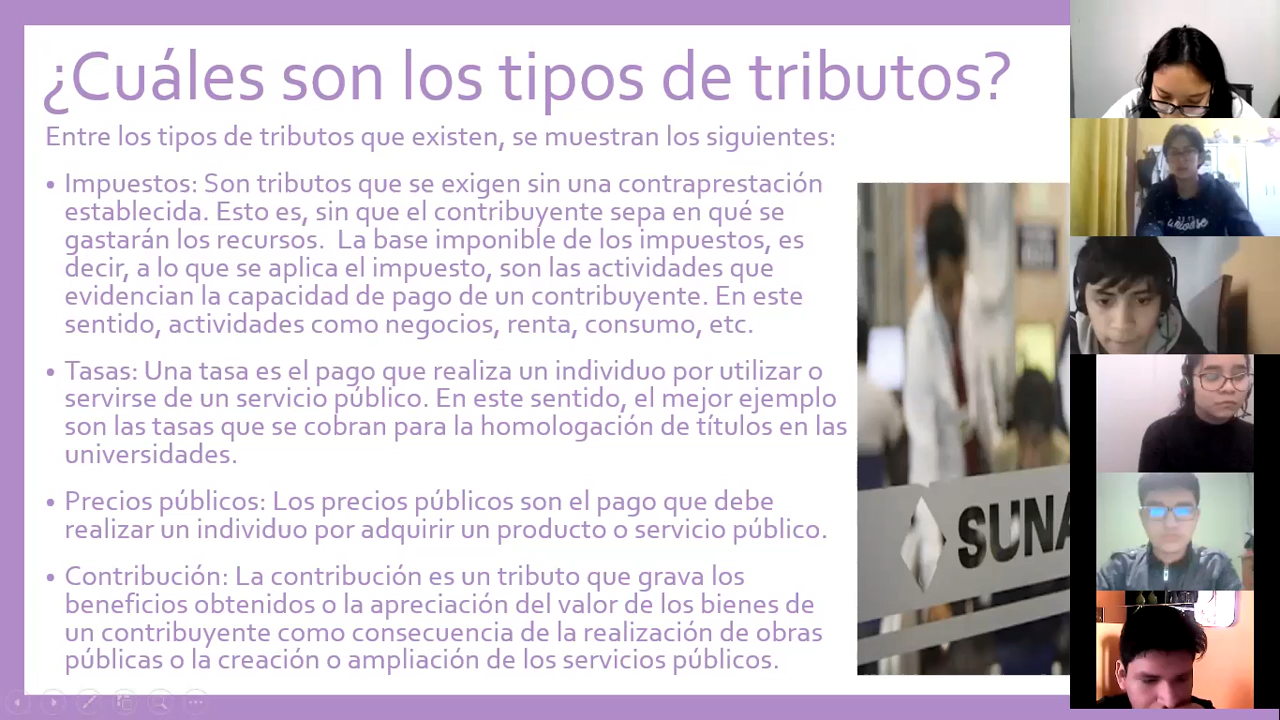 ¿Cuáles son los tipos de tributos?
Entre los tipos de tributos que existen, se muestran los siguientes:
• Impuestos: Son tributos que se exigen sin una contraprestación
establecida. Esto es, sin que el contribuyente sepa en qué se
gastarán los recursos.  La base imponible de los impuestos, es
decir, a lo que se aplica el impuesto, son las actividades que
evidencian la capacidad de pago de un contribuyente. En este
sentido, actividades como negocios, renta, consumo, etc.
• Tasas: Una tasa es el pago que realiza un individuo por utilizar o
servirse de un servicio público. En este sentido, el mejor ejemplo
son las tasas que se cobran para la homologación de títulos en las
universidades.
• Precios públicos: Los precios públicos son el pago que debe
realizar un individuo por adquirir un producto o servicio público.
• Contribución: La contribución es un tributo que grava los
beneficios obtenidos o la apreciación del valor de los bienes de
un contribuyente como consecuencia de la realización de obras
públicas o la creación o ampliación de los servicios públicos.
SUNA